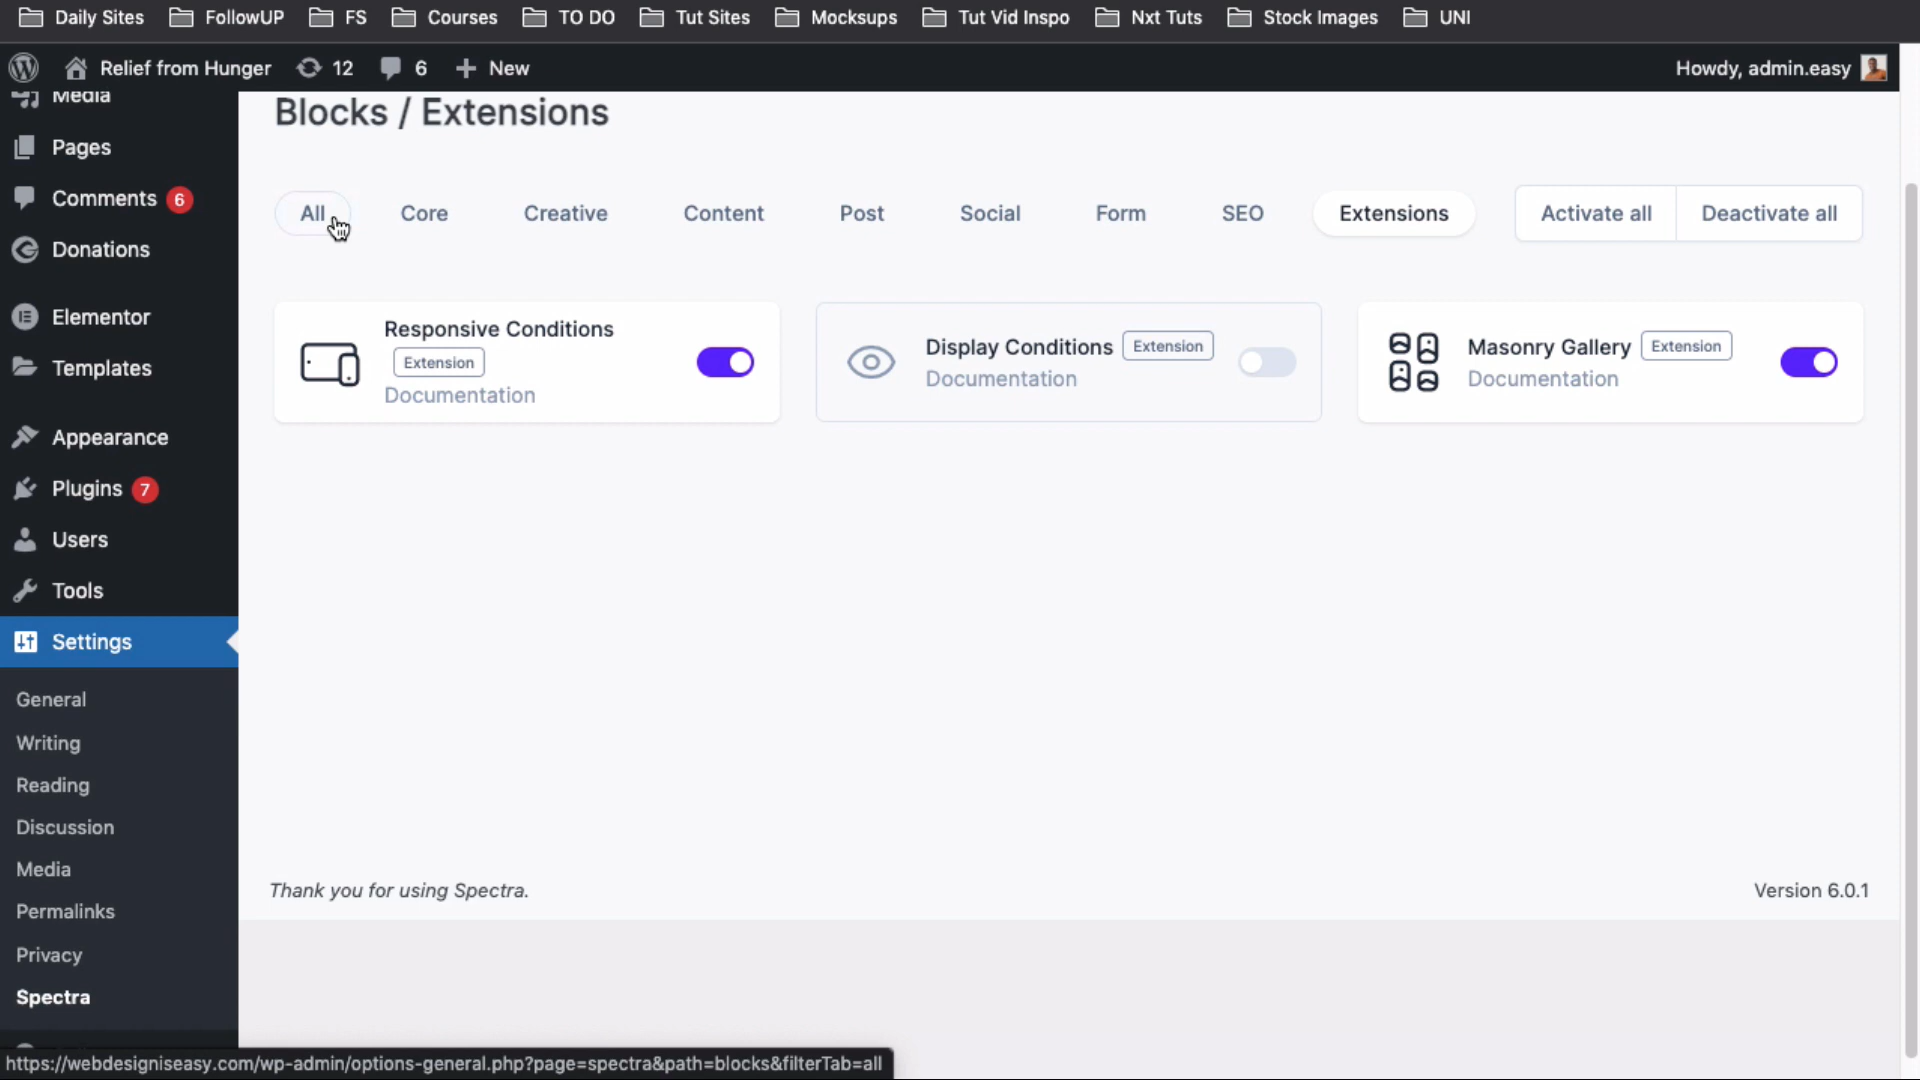 Daily Sites FollowUP FS Courses TO DO Tut Sites Mocksups Tut Vid Inspo Nxt Tuts Stock Images UNI
Relief from Hunger 12 6 New Howdy, admin.easy
Media
Pages
Comments 6
Donations
Elementor
Templates
Appearance
Plugins 7
Users
Tools
Settings
General
Writing
Reading
Discussion
Media
Permalinks
Privacy
Spectra
Blocks / Extensions
All Core Creative Content Post Social Form SEO Extensions Activate all Deactivate all
Responsive Conditions
Extension
Documentation
Display Conditions Extension
Documentation
Masonry Gallery Extension
Documentation
Thank you for using Spectra. Version 6.0.1
https://webdesigniseasy.com/wp-admin/options-general.php?page=spectra&path=blocks&filterTab=all